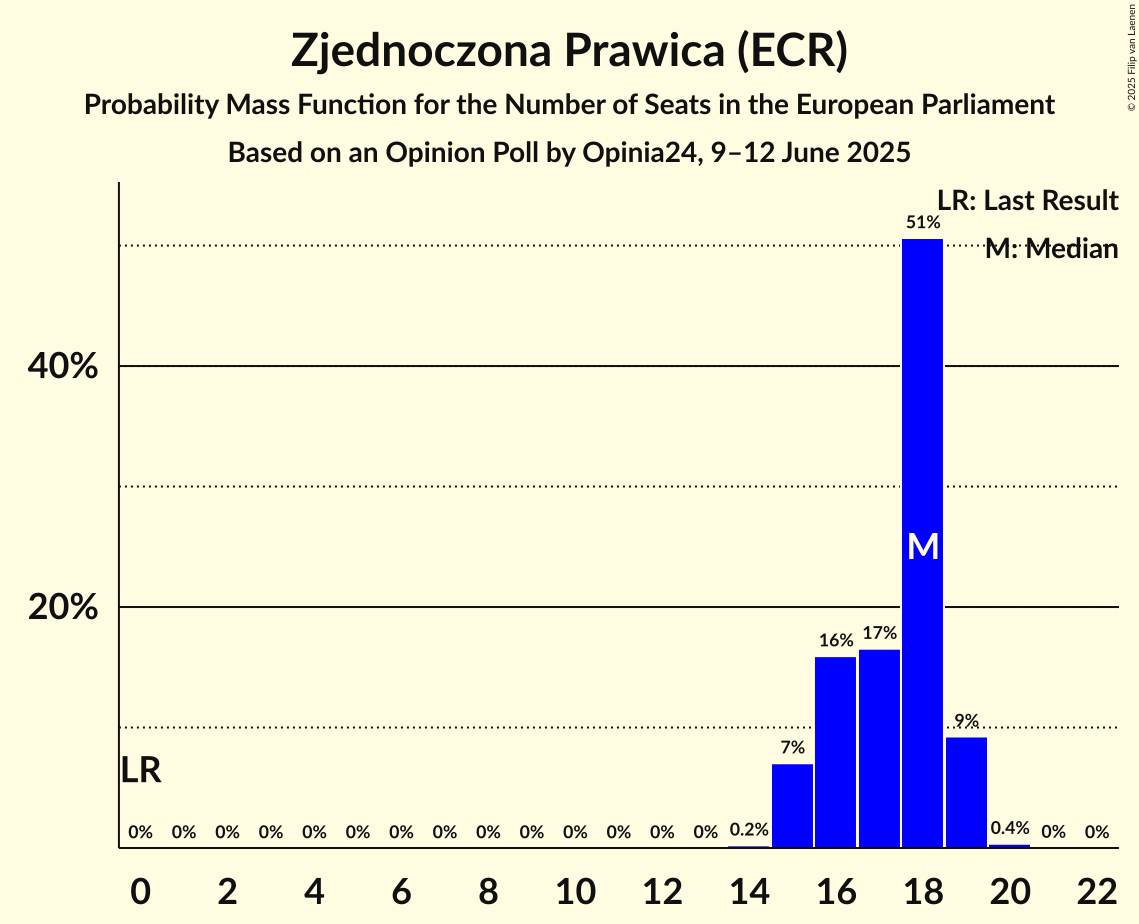 Zjednoczona Prawica (ECR)
Probability Mass Function for the Number of Seats in the European Parliament
Based on an Opinion Poll by Opinia24, 9–12 June 2025
© 2025 Filip van Laenen
LR: Last Result
M: Median
51%
40%
M
20%
16%
17%
9%
7%
LR
0% 0% 0% 0% 0% 0% 0% 0% 0% 0% 0% 0% 0% 0% 0.2% 0.4% 0% 0%
0 2 4 6 8 10 12 14 16 18 20 22